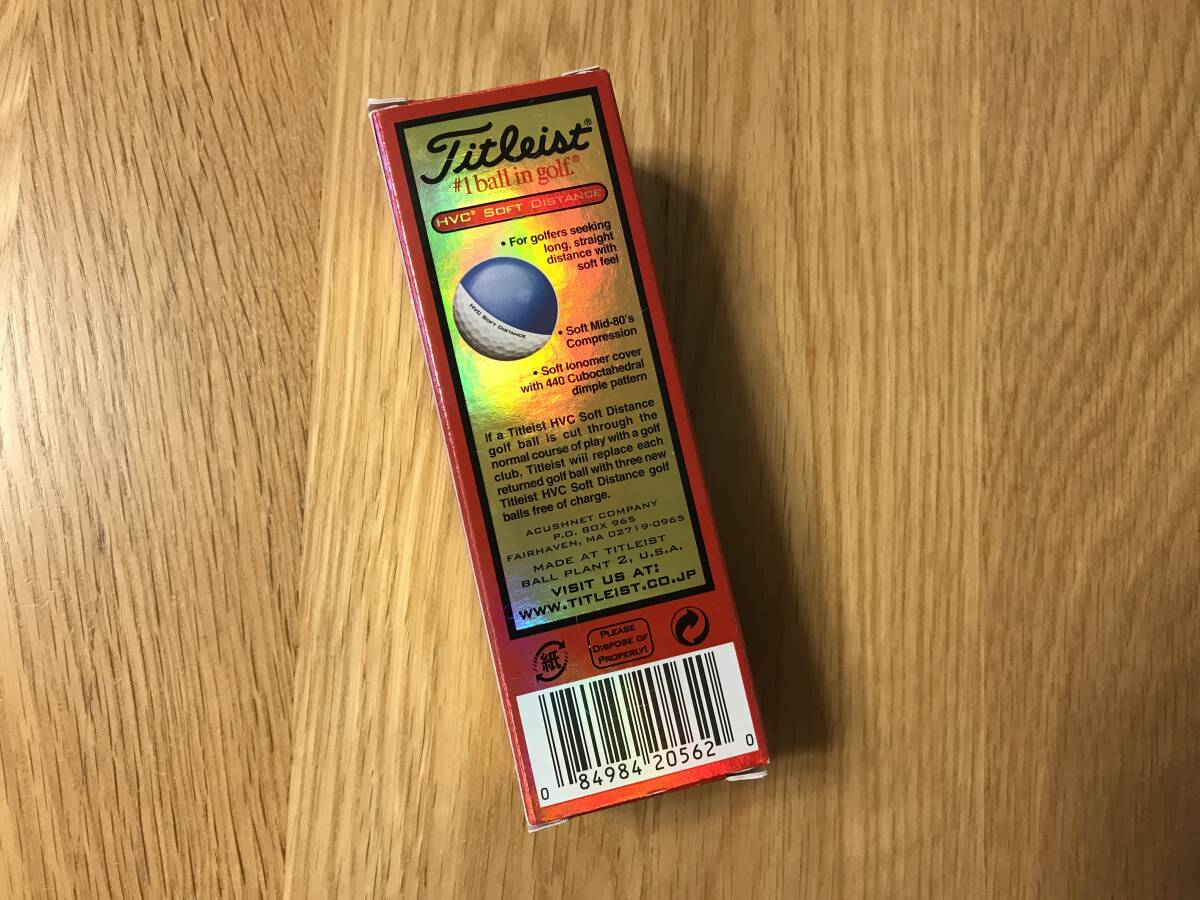 Titleist®
#1 ball in golf.®
HVC® SOFT DISTANCE
• For golfers seeking
long, straight
distance with
soft feel
HVC SOFT DISTANCE
• Soft Mid-80's
Compression
• Soft Ionomer cover
with 440 Cuboctahedral
dimple pattern
If a Titleist HVC Soft Distance
golf ball is cut through the
normal course of play with a golf
club, Titleist wiii replace each
returned golf ball with three new
Titleist HVC Soft Distance golf
balls free of charge.
ACUSHNET COMPANY
P.O. BOX 965
FAIRHAVEN, MA 02719-0965
MADE AT TITLEIST
BALL PLANT 2, U.S.A.
VISIT US AT:
WWW.TITLEIST.CO.JP
紙
PLEASE
DISPOSE OF
PROPERLY!
0 84984 20562 0